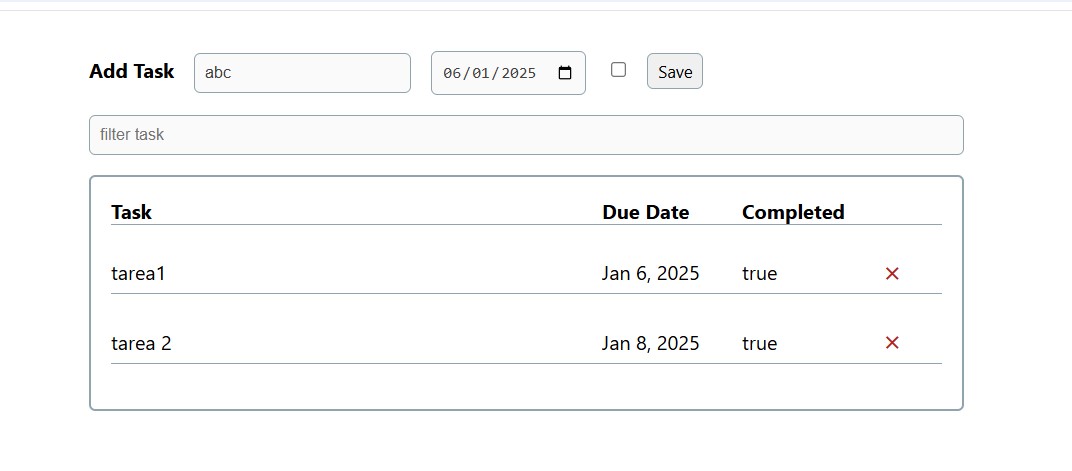 Add Task abc 06/01/2025 Save
filter task
Task Due Date Completed
tarea1 Jan 6, 2025 true
tarea 2 Jan 8, 2025 true